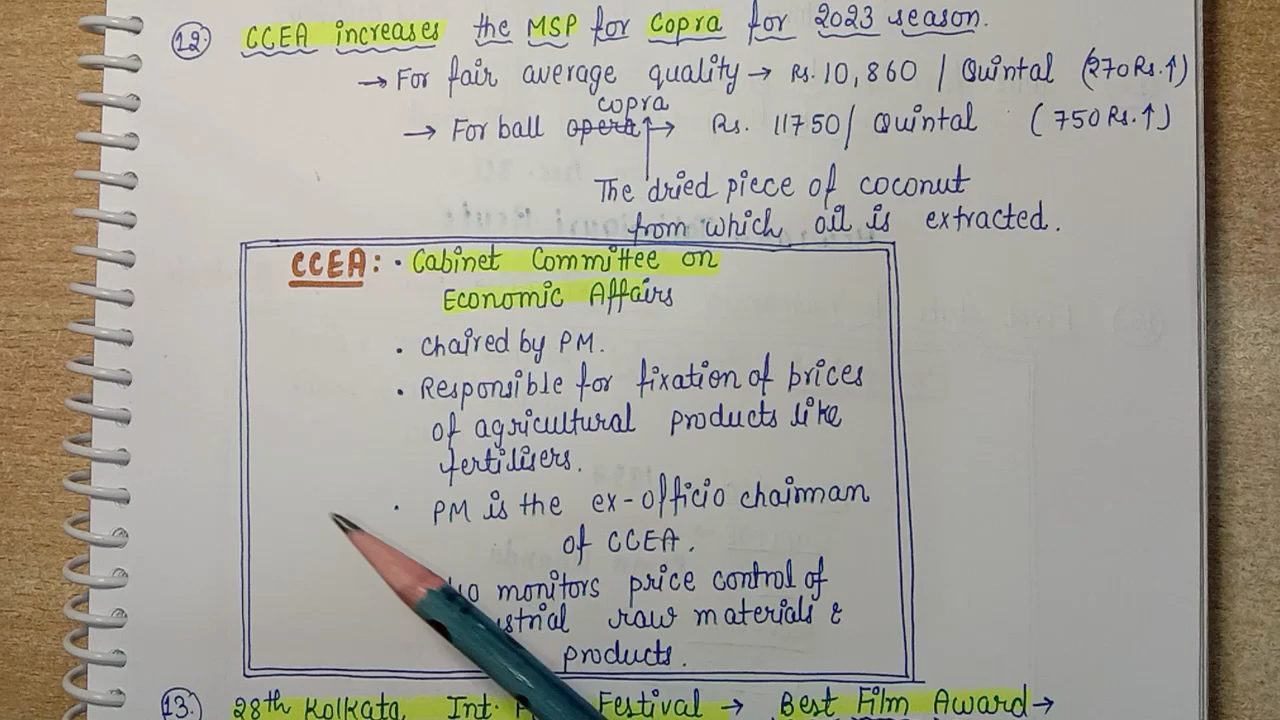 12. CCEA increases the MSP for Copra for 2023 season.
→ For fair average quality → Rs. 10,860 / Quintal (270 Rs.↑)
copra
→ For ball opera → Rs. 11750/ Quintal (750 Rs.↑)
The dried piece of coconut
from which oil is extracted.
CCEA: • Cabinet Committee on
Economic Affairs
• Chaired by PM.
• Responsible for fixation of prices
of agricultural products like
fertilisers.
• PM is the ex-officio chaiman
of CCEA.
monitors price control of
raw materials &
products.
13. 28th Kolkata Int. Festival → Best Film Award →